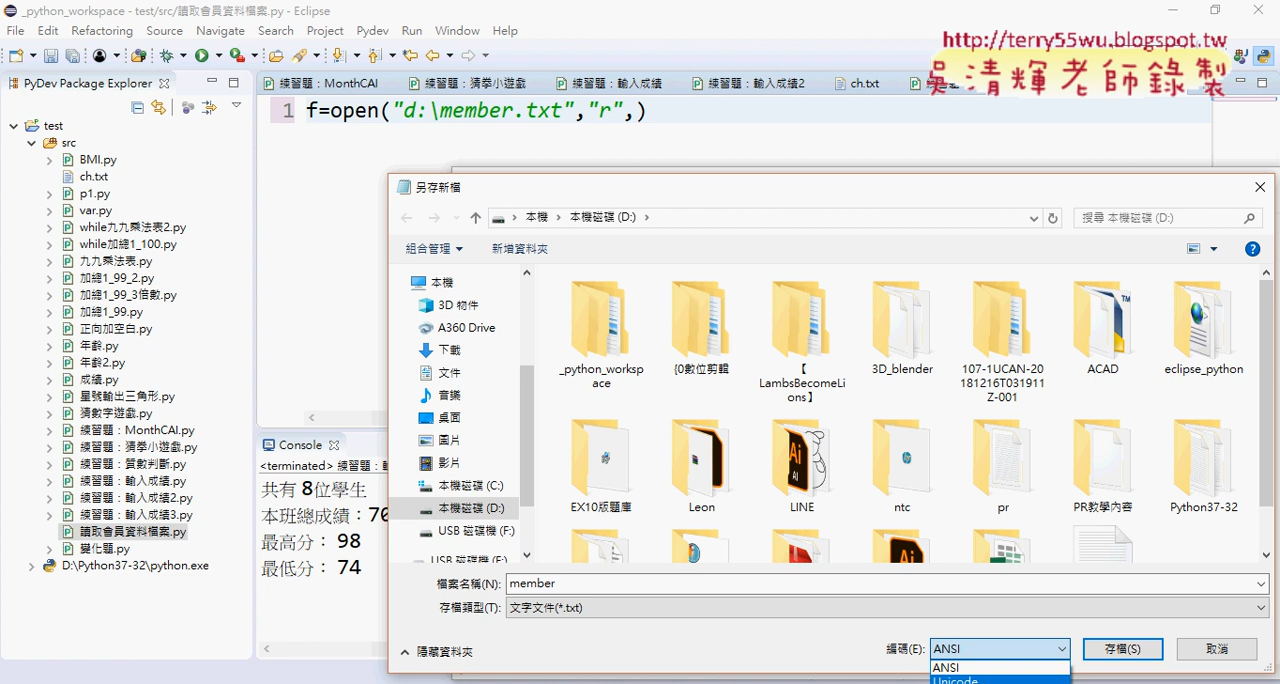 _python_workspace - test/src/讀取會員資料檔案.py - Eclipse
File Edit Refactoring Source Navigate Search Project Pydev Run Window Help
http://terry55wu.blogspot.tw
吳清輝老師錄製
PyDev Package Explorer
練習題：MonthCAl
練習題：猜拳小遊戲
練習題：輸入成績
練習題：輸入成績2
ch.txt
1 f=open("d:\member.txt","r",)
test
src
BMI.py
ch.txt
p1.py
var.py
while九九乘法表2.py
while加總1_100.py
九九乘法表.py
加總1_99_2.py
加總1_99_3倍數.py
加總1_99.py
正向加空白.py
年齡.py
年齡2.py
成績.py
星號輸出三角形.py
猜數字遊戲.py
練習題：MonthCAl.py
練習題：猜拳小遊戲.py
練習題：質數判斷.py
練習題：輸入成績.py
練習題：輸入成績2.py
練習題：輸入成績3.py
讀取會員資料檔案.py
變化題.py
D:\Python37-32\python.exe
Console
<terminated> 練習題：
共有 8位學生
本班總成績：70
最高分： 98
最低分： 74
另存新檔
本機 本機磁碟 (D:)
搜尋 本機磁碟 (D:)
組合管理 新增資料夾
本機
3D 物件
A360 Drive
下載
文件
音樂
桌面
圖片
影片
本機磁碟 (C:)
本機磁碟 (D:)
USB 磁碟機 (F:)
USB 磁碟機 (F:)
_python_worksp
ace
{0數位剪輯
【
LambsBecomeLi
ons】
3D_blender
107-1UCAN-20
181216T031911
Z-001
ACAD
eclipse_python
EX10版題庫
Leon
LINE
ntc
pr
PR教學內容
Python37-32
檔案名稱(N): member
存檔類型(T): 文字文件(*.txt)
隱藏資料夾
編碼(E): ANSI
存檔(S)
取消
ANSI
Unicode